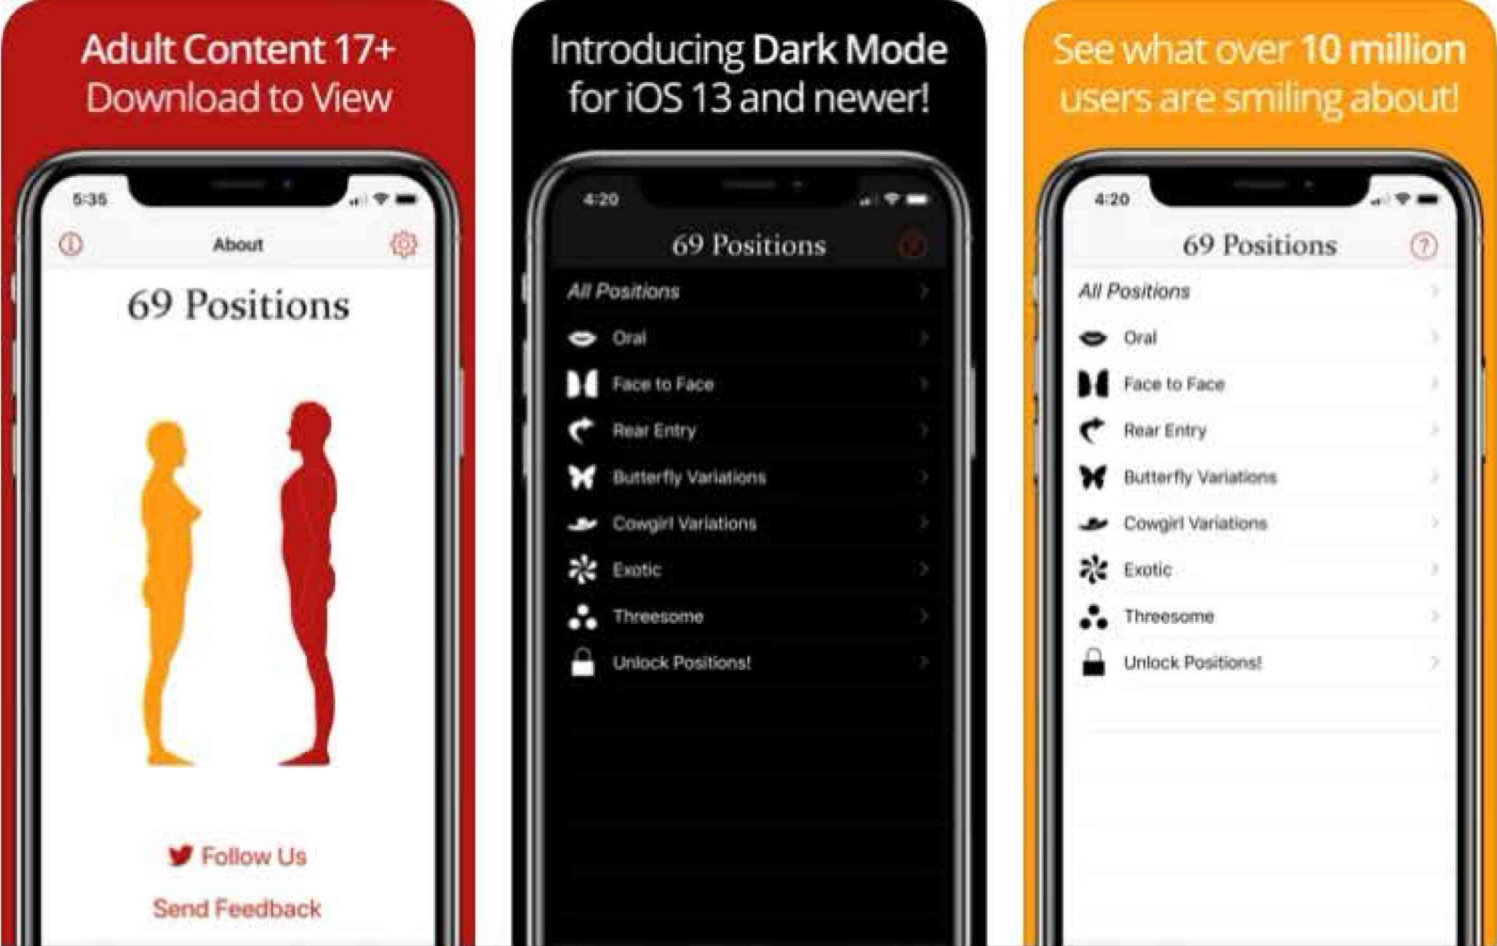 Adult Content 17+
Download to View
5:35
About
69 Positions
Follow Us
Send Feedback
Introducing Dark Mode
for iOS 13 and newer!
4:20
69 Positions
?
All Positions
Oral
Face to Face
Rear Entry
Butterfly Variations
Cowgirl Variations
Exotic
Threesome
Unlock Positions!
See what over 10 million
users are smiling about!
4:20
69 Positions
?
All Positions
Oral
Face to Face
Rear Entry
Butterfly Variations
Cowgirl Variations
Exotic
Threesome
Unlock Positions!